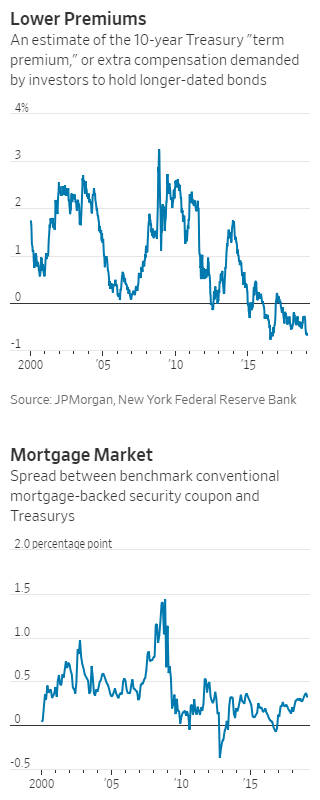 Lower Premiums
An estimate of the 10-year Treasury "term
premium," or extra compensation demanded
by investors to hold longer-dated bonds
4%
3
2
1
0
-1
2000 '05 '10 '15
Source: JPMorgan, New York Federal Reserve Bank
Mortgage Market
Spread between benchmark conventional
mortgage-backed security coupon and
Treasurys
2.0 percentage point
1.5
1.0
0.5
0
-0.5
2000 '05 '10 '15